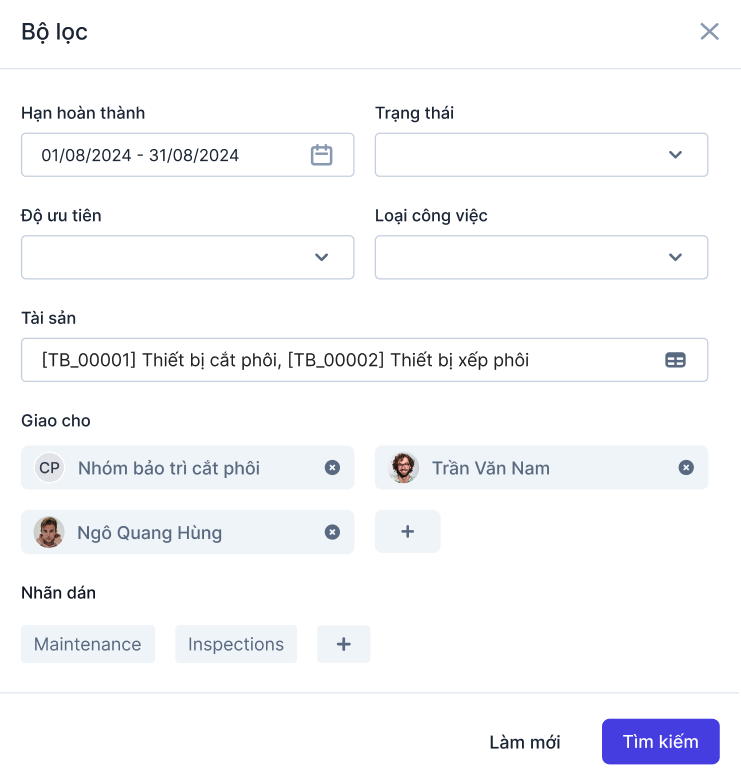 Bộ lọc
Hạn hoàn thành
Trạng thái
01/08/2024 - 31/08/2024
Độ ưu tiên
Loại công việc
Tài sản
[TB_00001] Thiết bị cắt phôi, [TB_00002] Thiết bị xếp phôi
Giao cho
CP Nhóm bảo trì cắt phôi
Trần Văn Nam
Ngô Quang Hùng
Nhãn dán
Maintenance
Inspections
Làm mới
Tìm kiếm